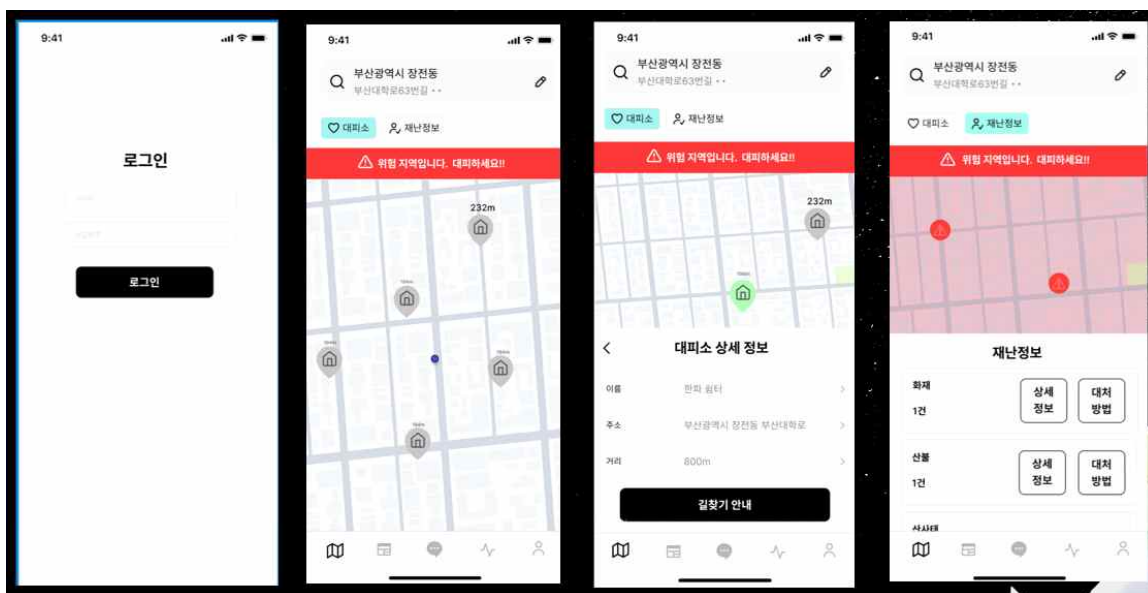 9:41
로그인
로그인
9:41
부산광역시 장전동
부산대학로63번길
대피소
재난정보
위험 지역입니다. 대피하세요!!
232m
9:41
부산광역시 장전동
부산대학로63번길
대피소
재난정보
위험 지역입니다. 대피하세요!!
232m
대피소 상세 정보
이름
한파 쉼터
주소
부산광역시 장전동 부산대학로
거리
800m
길찾기 안내
9:41
부산광역시 장전동
부산대학로63번길
대피소
재난정보
위험 지역입니다. 대피하세요!!
재난정보
화재
1건
상세
정보
대처
방법
산불
1건
상세
정보
대처
방법
산사태